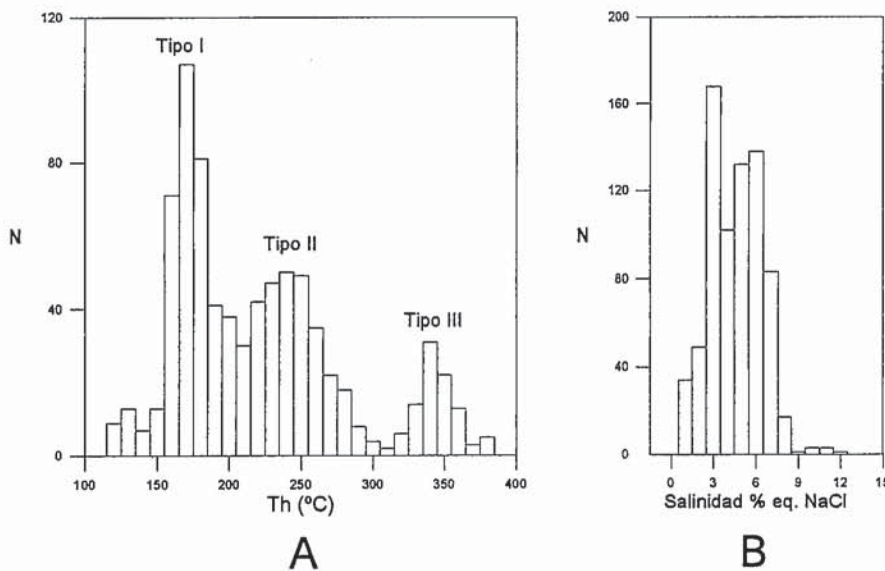 120
Tipo I
80
N
Tipo II
40
Tipo III
0
100 150 200 250 300 350 400
Th (ºC)
A
200
160
120
N
80
40
0
0 3 6 9 12 15
Salinidad % eq. NaCl
B